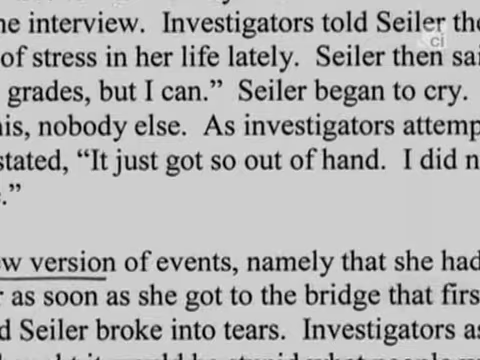 ne interview. Investigators told Seiler the
of stress in her life lately. Seiler then sai
grades, but I can.” Seiler began to cry.
his, nobody else. As investigators attemp
stated, “It just got so out of hand. I did n
.”
ew version of events, namely that she had
r as soon as she got to the bridge that firs
d Seiler broke into tears. Investigators as
ci